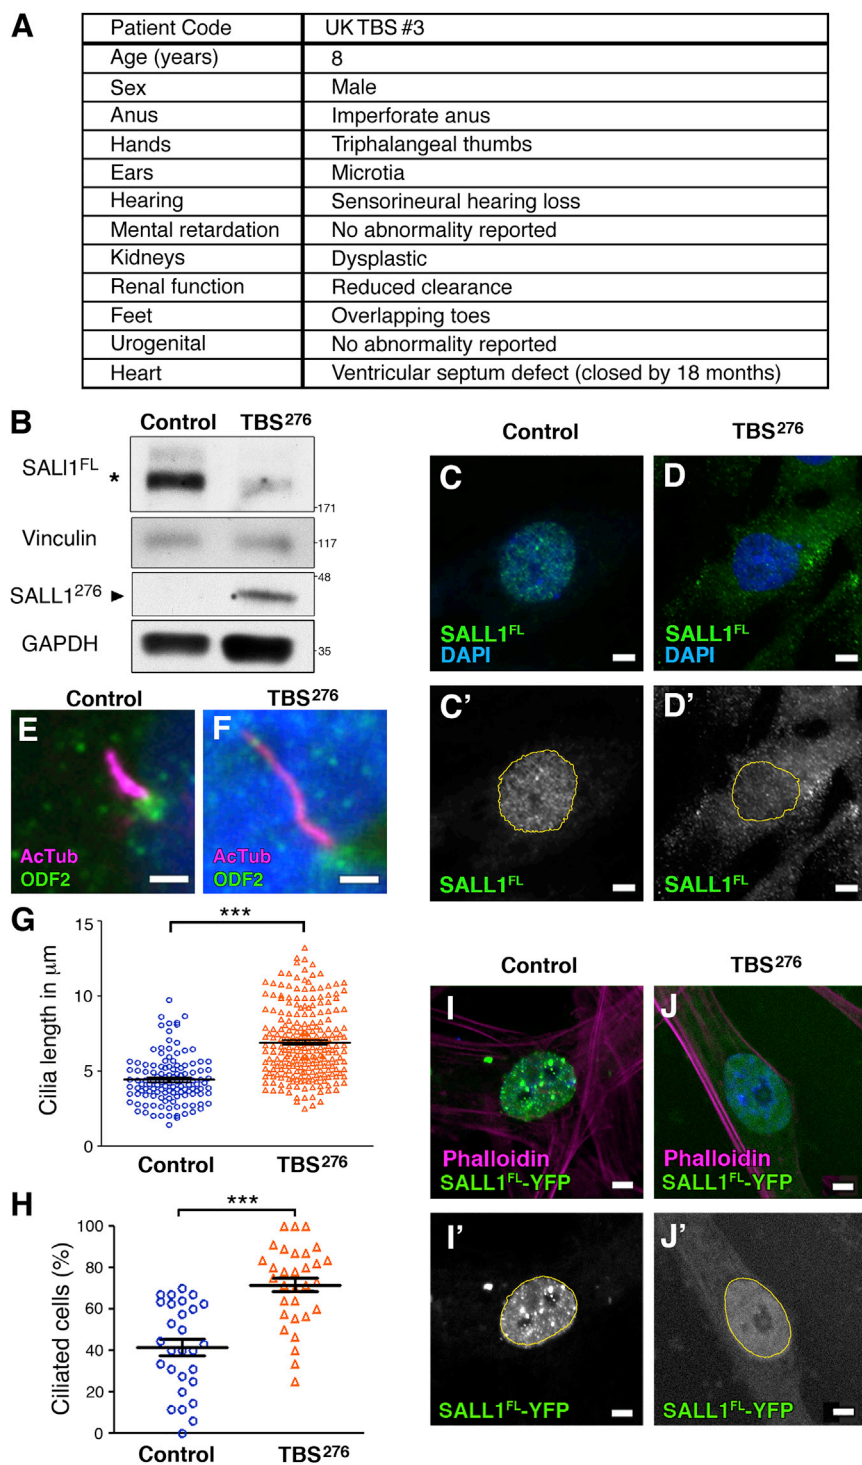 A
Patient Code UK TBS #3
Age (years) 8
Sex Male
Anus Imperforate anus
Hands Triphalangeal thumbs
Ears Microtia
Hearing Sensorineural hearing loss
Mental retardation No abnormality reported
Kidneys Dysplastic
Renal function Reduced clearance
Feet Overlapping toes
Urogenital No abnormality reported
Heart Ventricular septum defect (closed by 18 months)
B
Control TBS276
SALl1FL *
171
Vinculin
117
48
SALL1276
GAPDH
35
Control TBS276
C
SALL1FL
DAPI
D
SALL1FL
DAPI
C'
SALL1FL
D'
SALL1FL
Control TBS276
E
AcTub
ODF2
F
AcTub
ODF2
G
***
Cilia length in µm
15
10
5
0
Control TBS276
H
***
Ciliated cells (%)
100
80
60
40
20
0
Control TBS276
Control TBS276
I
Phalloidin
SALL1FL-YFP
J
Phalloidin
SALL1FL-YFP
I'
SALL1FL-YFP
J'
SALL1FL-YFP